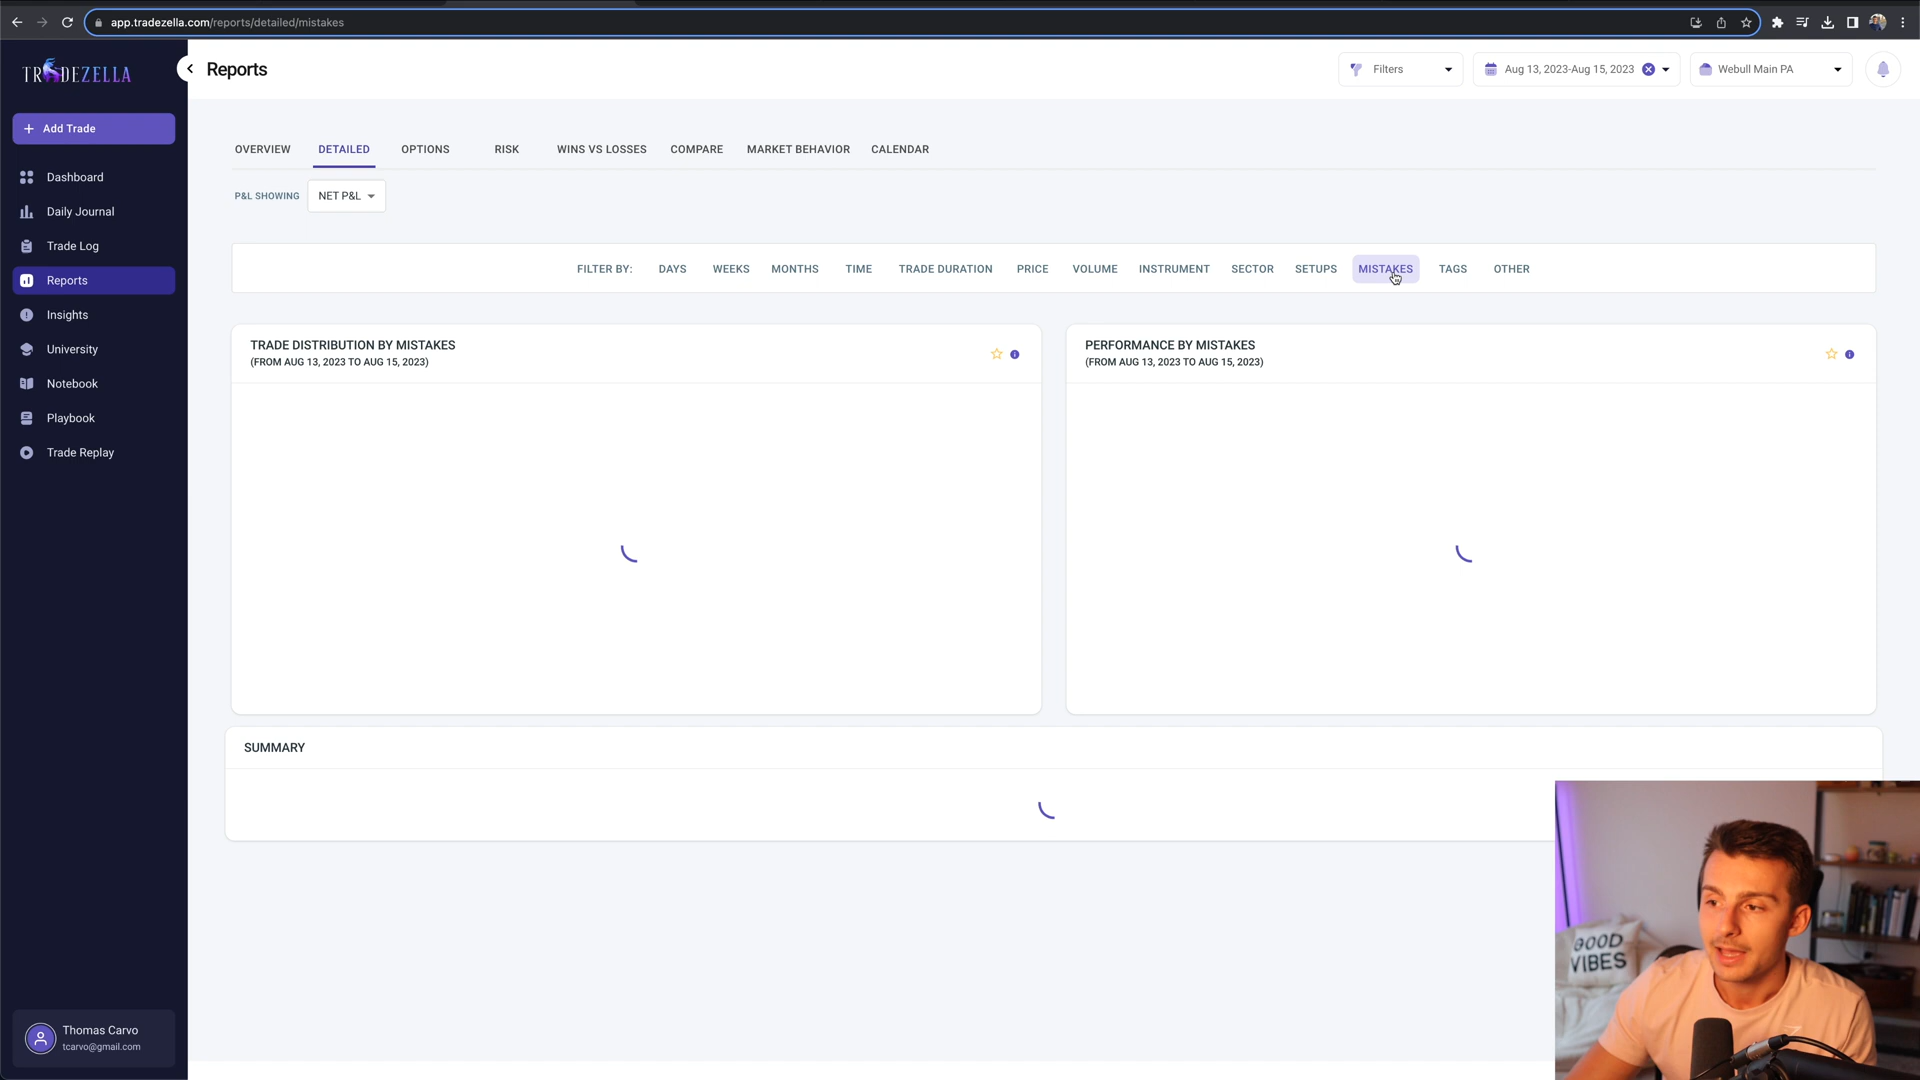 app.tradezella.com/reports/detailed/mistakes
TRADEZELLA
Reports
Filters
Aug 13, 2023-Aug 15, 2023
Webull Main PA
+ Add Trade
Dashboard
Daily Journal
Trade Log
Reports
Insights
University
Notebook
Playbook
Trade Replay
OVERVIEW DETAILED OPTIONS RISK WINS VS LOSSES COMPARE MARKET BEHAVIOR CALENDAR
P&L SHOWING NET P&L
FILTER BY: DAYS WEEKS MONTHS TIME TRADE DURATION PRICE VOLUME INSTRUMENT SECTOR SETUPS MISTAKES TAGS OTHER
TRADE DISTRIBUTION BY MISTAKES
(FROM AUG 13, 2023 TO AUG 15, 2023)
PERFORMANCE BY MISTAKES
(FROM AUG 13, 2023 TO AUG 15, 2023)
SUMMARY
GOOD
VIBES
Thomas Carvo
tcarvo@gmail.com